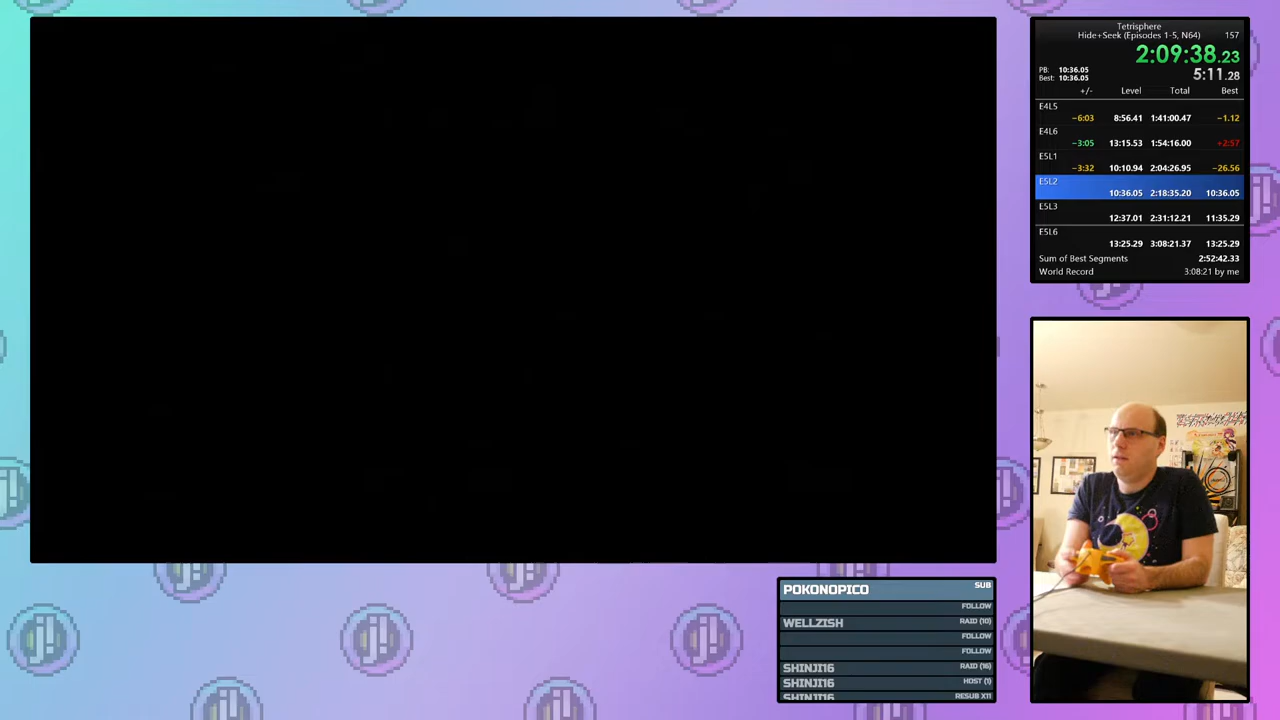 Tetrisphere
Hide+Seek (Episodes 1-5, N64) 157
2:09:38.23
PB: 10:36.05
Best: 10:36.05
5:11.28
+/- Level Total Best
E4L5
−6:03 8:56.41 1:41:00.47 −1.12
E4L6
−3:05 13:15.53 1:54:16.00 +2:57
E5L1
−3:32 10:10.94 2:04:26.95 −26.56
E5L2
10:36.05 2:18:35.20 10:36.05
E5L3
12:37.01 2:31:12.21 11:35.29
E5L6
13:25.29 3:08:21.37 13:25.29
Sum of Best Segments 2:52:42.33
World Record 3:08:21 by me
POKONOPICO SUB
FOLLOW
WELLZISH RAID (10)
FOLLOW
FOLLOW
SHINJI16 RAID (16)
SHINJI16 HOST (1)
SHINJI16 RESUB X11